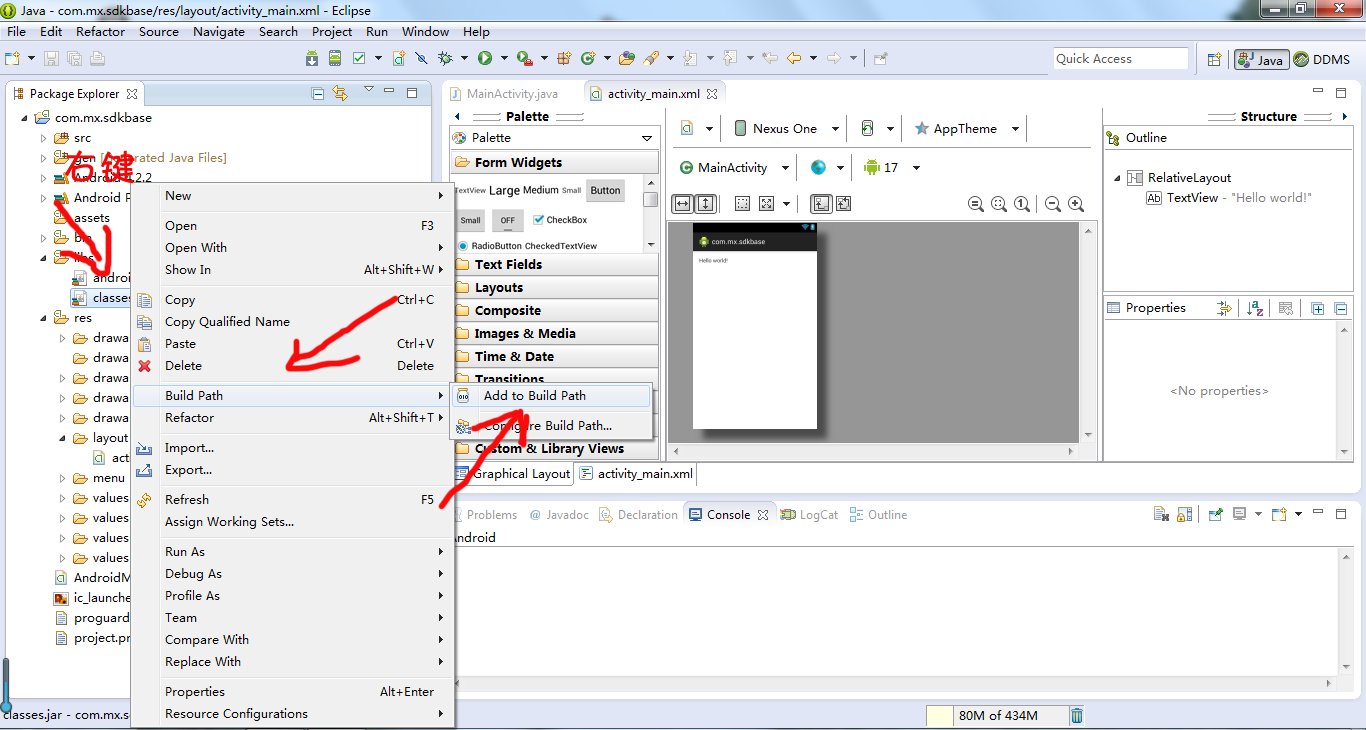 Java - com.mx.sdkbase/res/layout/activity_main.xml - Eclipse
File Edit Refactor Source Navigate Search Project Run Window Help
Quick Access
Java
DDMS
Package Explorer
com.mx.sdkbase
src
gen [Generated Java Files]
右键
Android 4.2.2
Android P
assets
bin
libs
androi
classes
res
drawa
drawa
drawa
drawa
drawa
layout
act
menu
values
values
values
values
AndroidM
ic_launche
proguard
project.pr
New
Open F3
Open With
Show In Alt+Shift+W
Copy Ctrl+C
Copy Qualified Name
Paste Ctrl+V
Delete Delete
Build Path
Refactor Alt+Shift+T
Import...
Export...
Refresh F5
Assign Working Sets...
Run As
Debug As
Profile As
Team
Compare With
Replace With
Properties Alt+Enter
Resource Configurations
Add to Build Path
Configure Build Path...
MainActivity.java
activity_main.xml
Palette
Palette
Form Widgets
TextView Large Medium Small Button
Small OFF CheckBox
RadioButton CheckedTextView
Text Fields
Layouts
Composite
Images & Media
Time & Date
Transitions
Custom & Library Views
Graphical Layout
activity_main.xml
Nexus One
AppTheme
MainActivity
17
com.mx.sdkbase
Hello world!
Structure
Outline
RelativeLayout
TextView - "Hello world!"
Properties
<No properties>
Problems @ Javadoc Declaration Console LogCat Outline
Android
classes.jar - com.mx.s
80M of 434M